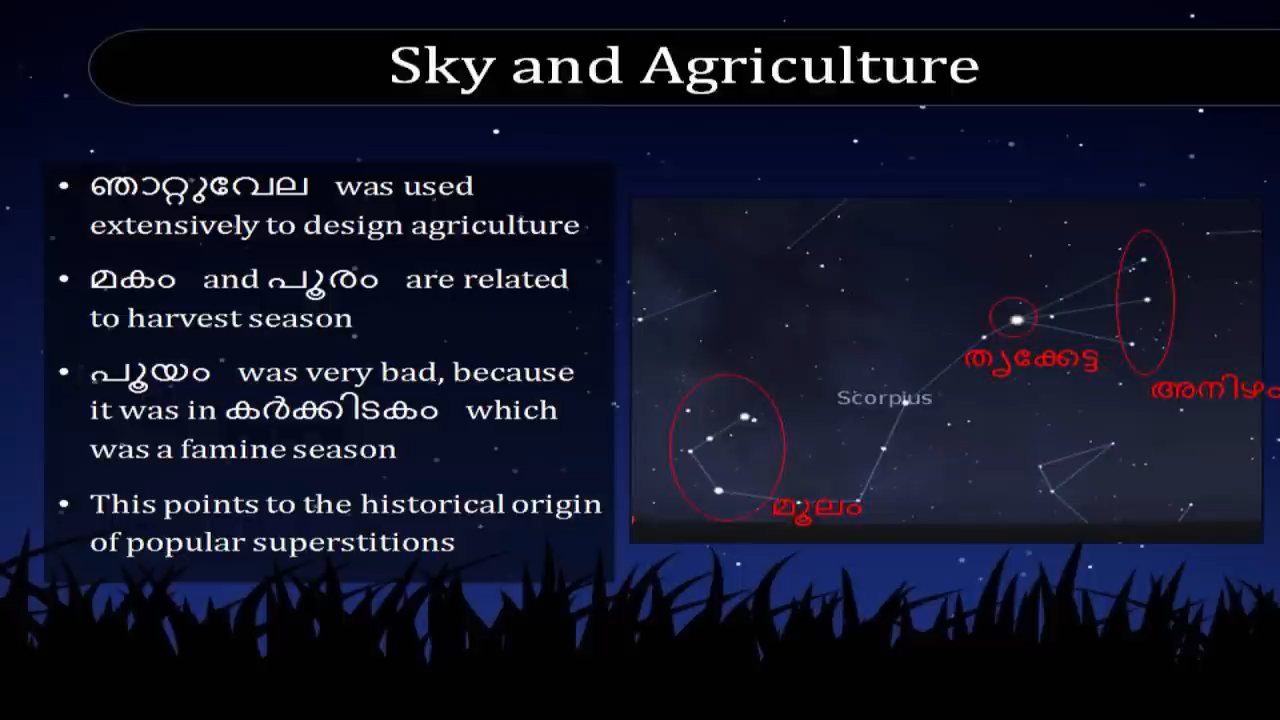 Sky and Agriculture
• ഞാറ്റുവേല was used
extensively to design agriculture
• മകം and പൂരം are related
to harvest season
• പൂയം was very bad, because
it was in കർക്കിടകം which
was a famine season
• This points to the historical origin
of popular superstitions
തൃക്കേട്ട
അനിഴം
Scorpius
മൂലം